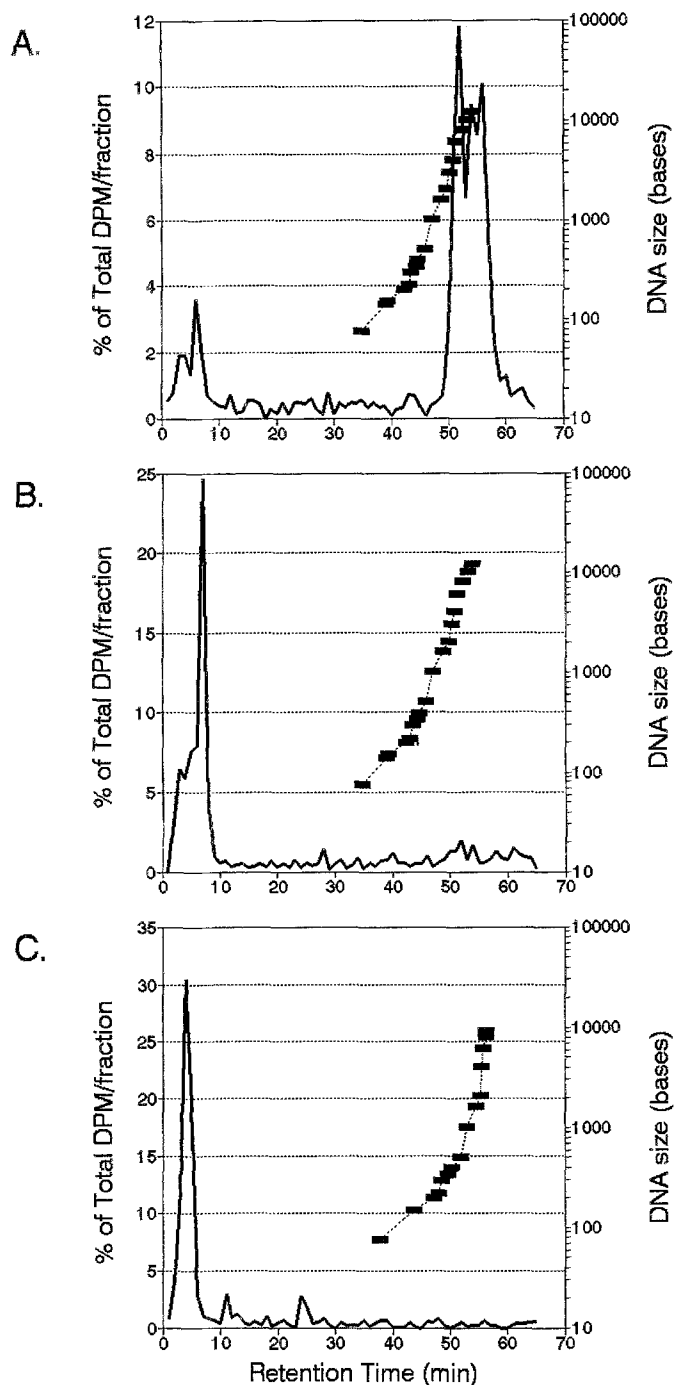 A.
% of Total DPM/fraction
12
10
8
6
4
2
0
0 10 20 30 40 50 60 70
100000
10000
1000
100
10
DNA size (bases)
B.
% of Total DPM/fraction
25
20
15
10
5
0
0 10 20 30 40 50 60 70
100000
10000
1000
100
10
DNA size (bases)
C.
% of Total DPM/fraction
35
30
25
20
15
10
5
0
0 10 20 30 40 50 60 70
100000
10000
1000
100
10
DNA size (bases)
Retention Time (min)